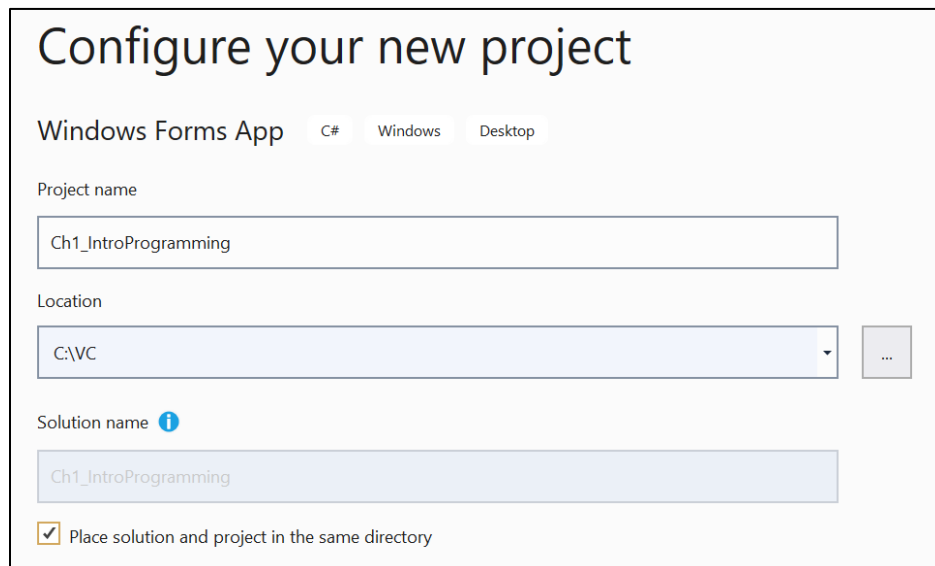 Configure your new project
Windows Forms App C# Windows Desktop
Project name
Ch1_IntroProgramming
Location
C:\VC
...
Solution name
Ch1_IntroProgramming
Place solution and project in the same directory